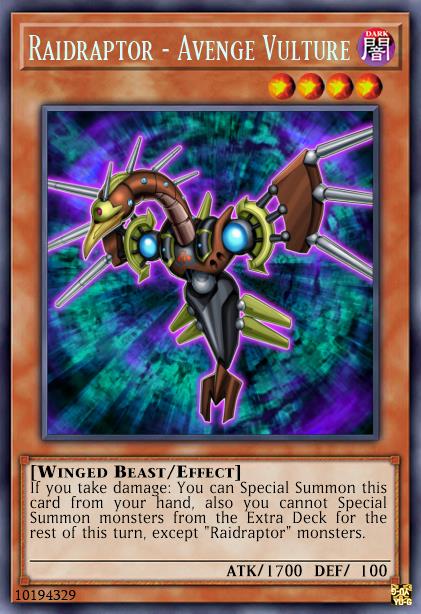 RAIDRAPTOR - AVENGE VULTURE
DARK
闇
[WINGED BEAST/EFFECT]
If you take damage: You can Special Summon this
card from your hand, also you cannot Special
Summon monsters from the Extra Deck for the
rest of this turn, except "Raidraptor" monsters.
ATK/1700 DEF/ 100
10194329